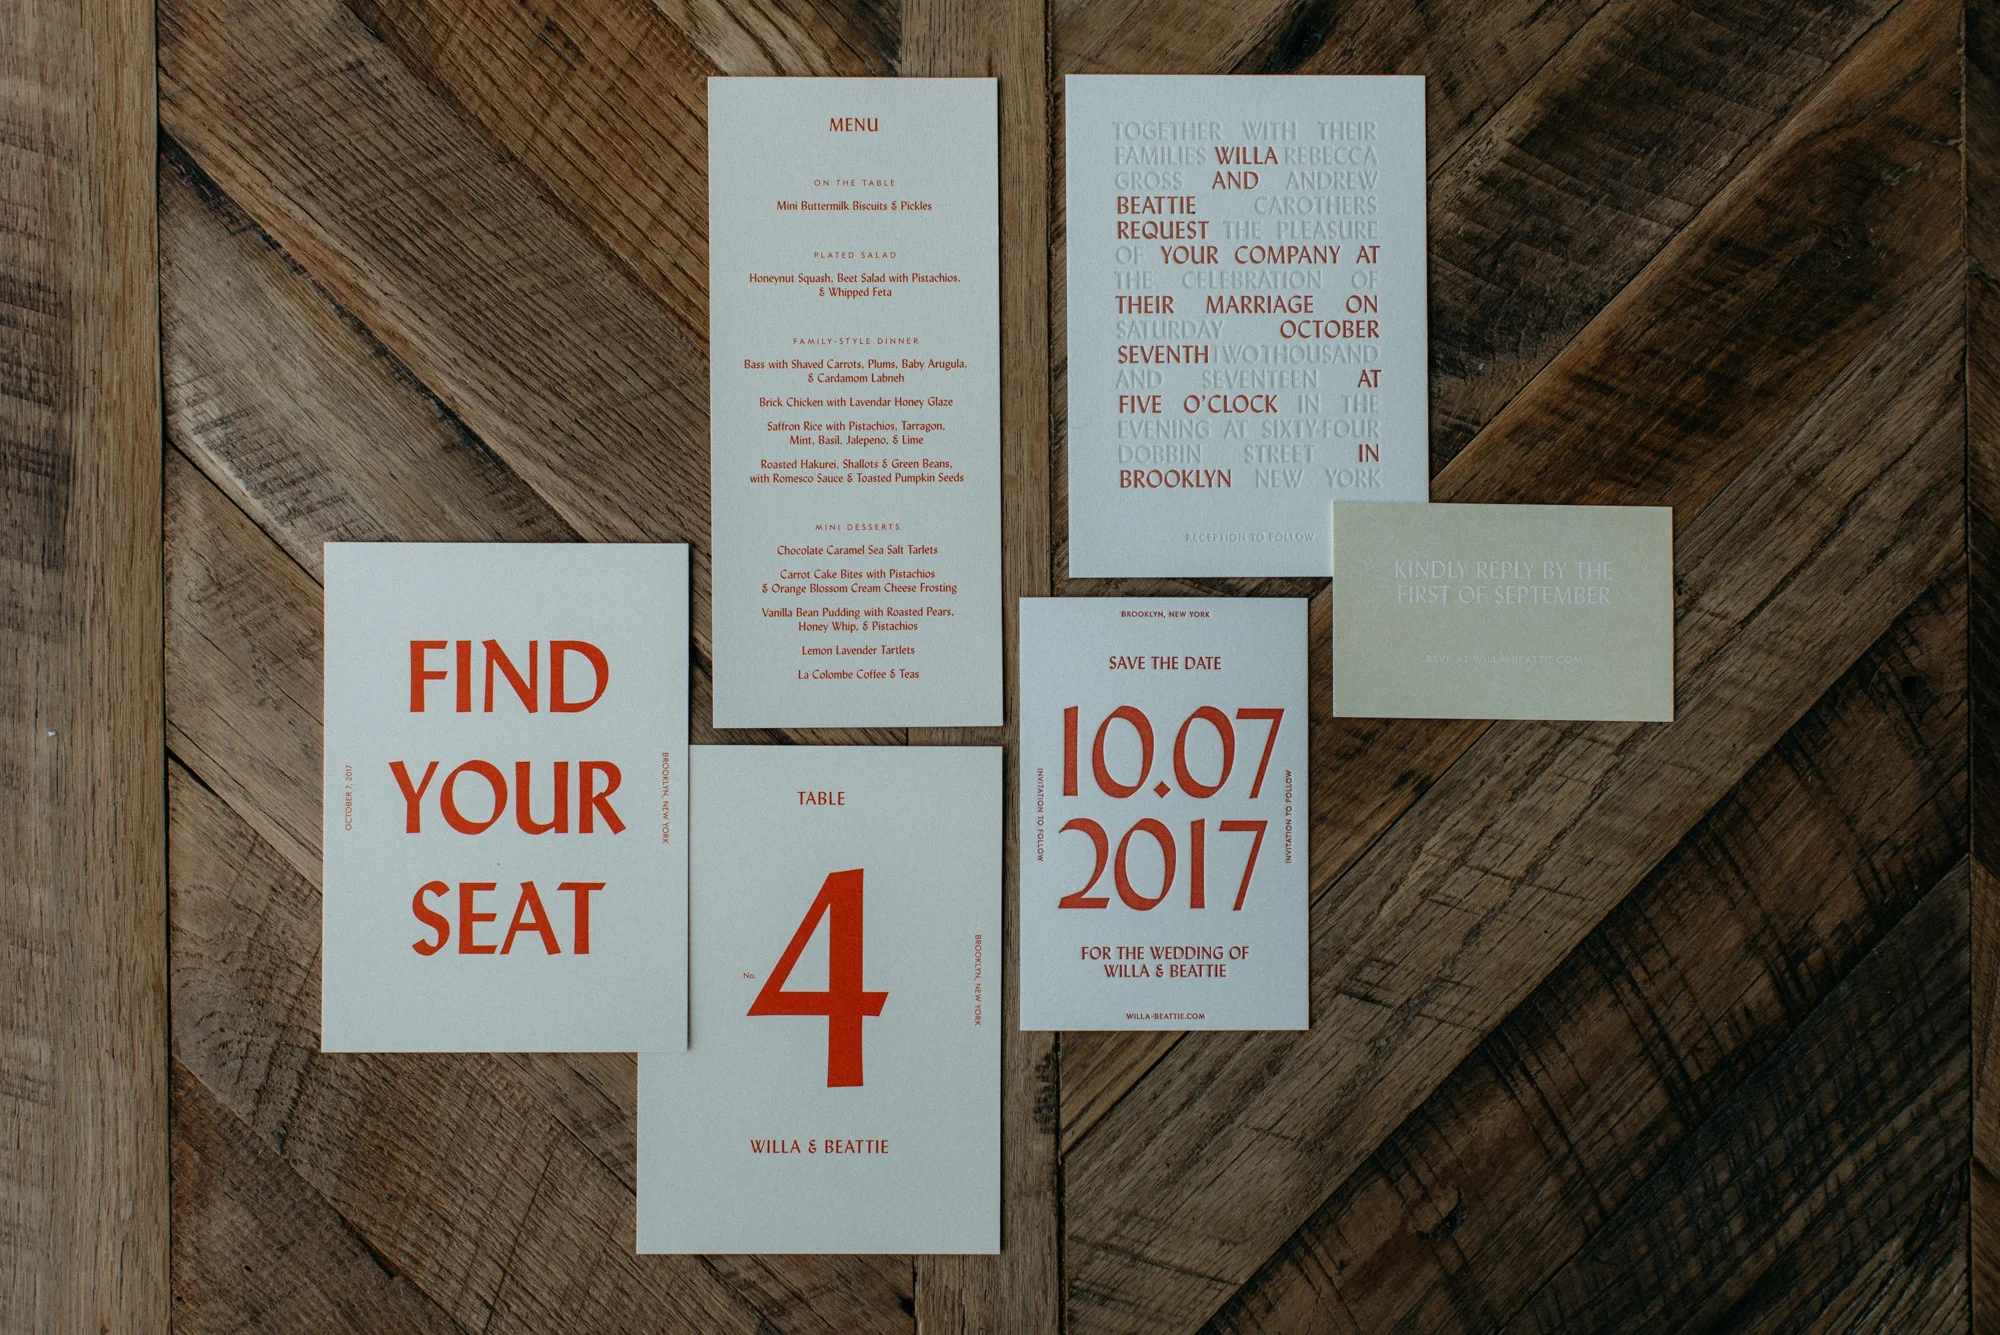 MENU
ON THE TABLE
Mini Buttermilk Biscuits & Pickles
PLATED SALAD
Honeynut Squash, Beet Salad with Pistachios,
& Whipped Feta
FAMILY-STYLE DINNER
Bass with Shaved Carrots, Plums, Baby Arugula,
& Cardamom Labneh
Brick Chicken with Lavendar Honey Glaze
Saffron Rice with Pistachios, Tarragon,
Mint, Basil, Jalepeno, & Lime
Roasted Hakurei, Shallots & Green Beans,
with Romesco Sauce & Toasted Pumpkin Seeds
MINI DESSERTS
Chocolate Caramel Sea Salt Tarlets
Carrot Cake Bites with Pistachios
& Orange Blossom Cream Cheese Frosting
Vanilla Bean Pudding with Roasted Pears,
Honey Whip, & Pistachios
Lemon Lavender Tartlets
La Colombe Coffee & Teas
TOGETHER WITH THEIR
FAMILIES WILLA REBECCA
GROSS AND ANDREW
BEATTIE CAROTHERS
REQUEST THE PLEASURE
OF YOUR COMPANY AT
THE CELEBRATION OF
THEIR MARRIAGE ON
SATURDAY OCTOBER
SEVENTH TWO THOUSAND
AND SEVENTEEN AT
FIVE O'CLOCK IN THE
EVENING AT SIXTY-FOUR
DOBBIN STREET IN
BROOKLYN NEW YORK
RECEPTION TO FOLLOW
KINDLY REPLY BY THE
FIRST OF SEPTEMBER
RSVP AT WILLA-BEATTIE.COM
FIND
YOUR
SEAT
OCTOBER 7, 2017
BROOKLYN, NEW YORK
TABLE
No.
4
BROOKLYN, NEW YORK
WILLA & BEATTIE
BROOKLYN, NEW YORK
SAVE THE DATE
10.07
2017
INVITATION TO FOLLOW
INVITATION TO FOLLOW
FOR THE WEDDING OF
WILLA & BEATTIE
WILLA-BEATTIE.COM